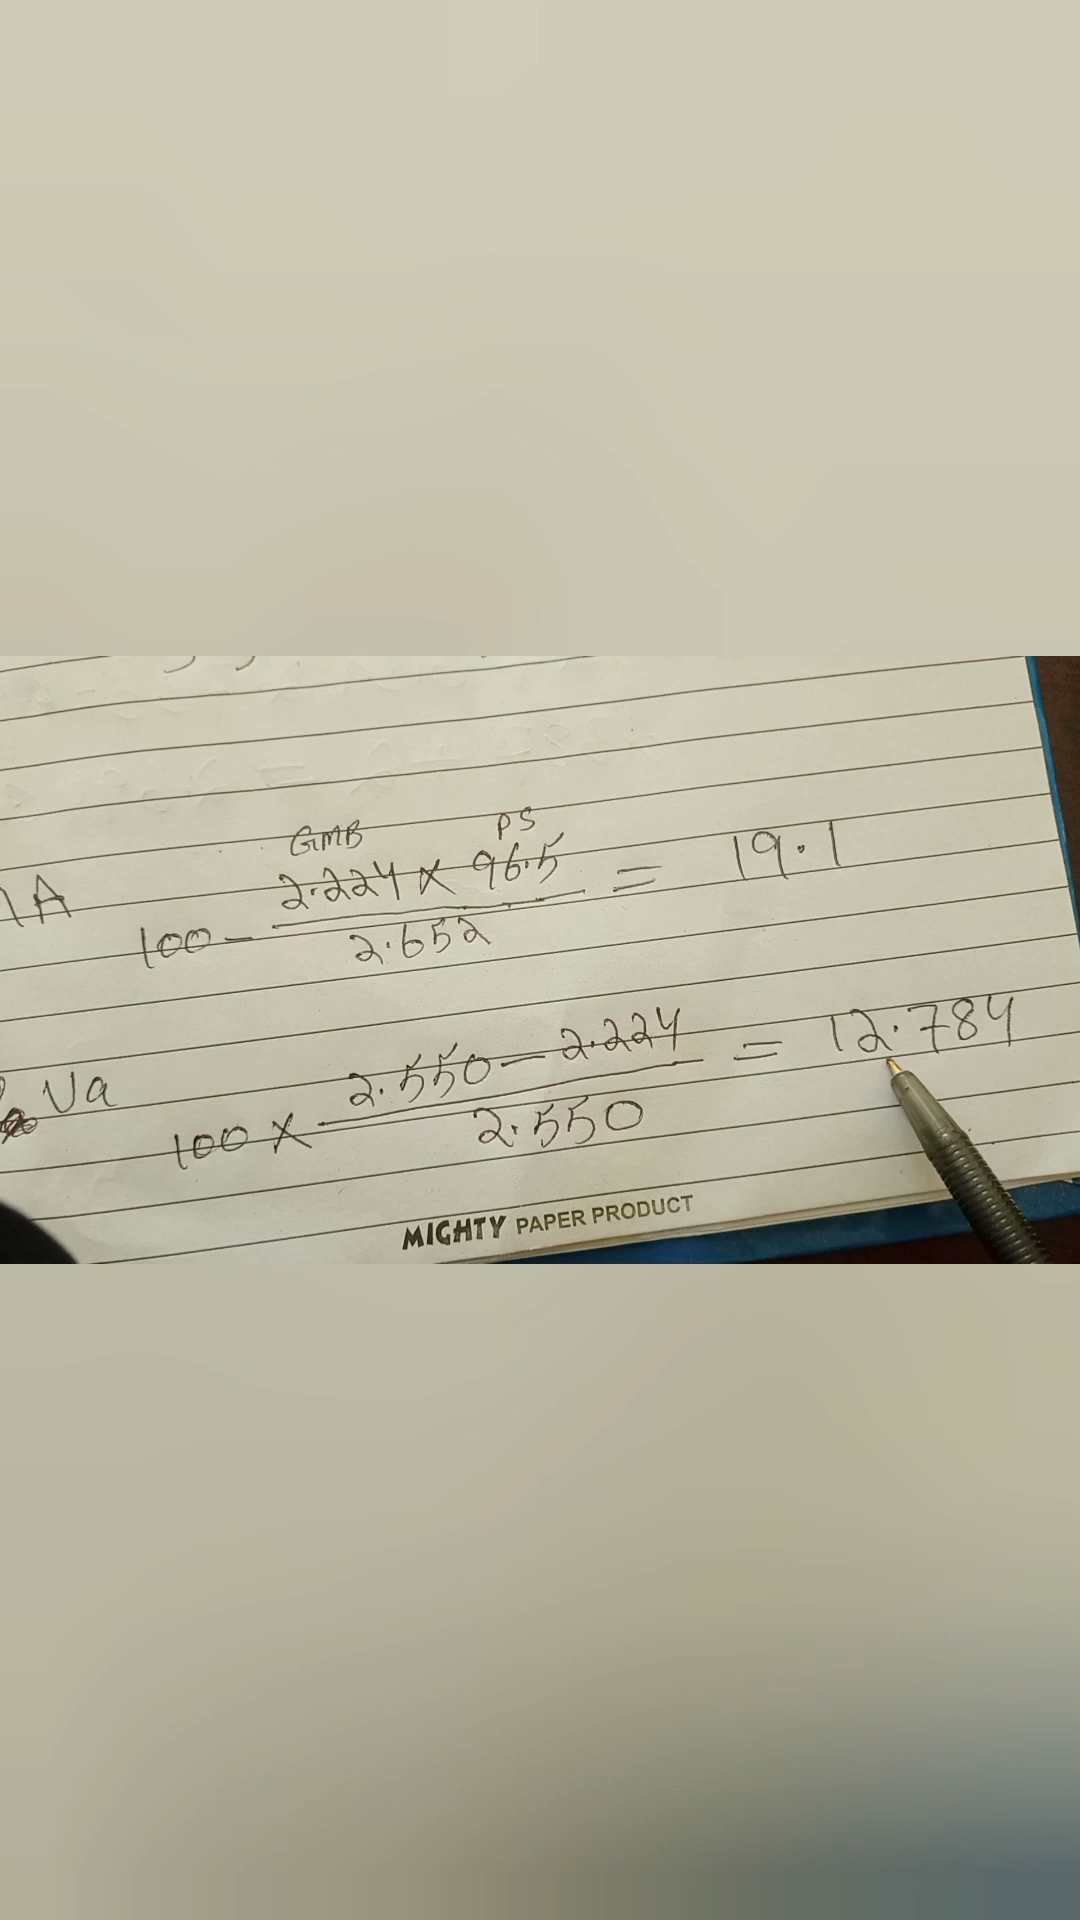 GMB PS
A 100 - 2.224 X 96.5 / 2.652 = 19.1
Va 100 X 2.550 - 2.224 / 2.550 = 12.784
MIGHTY PAPER PRODUCT